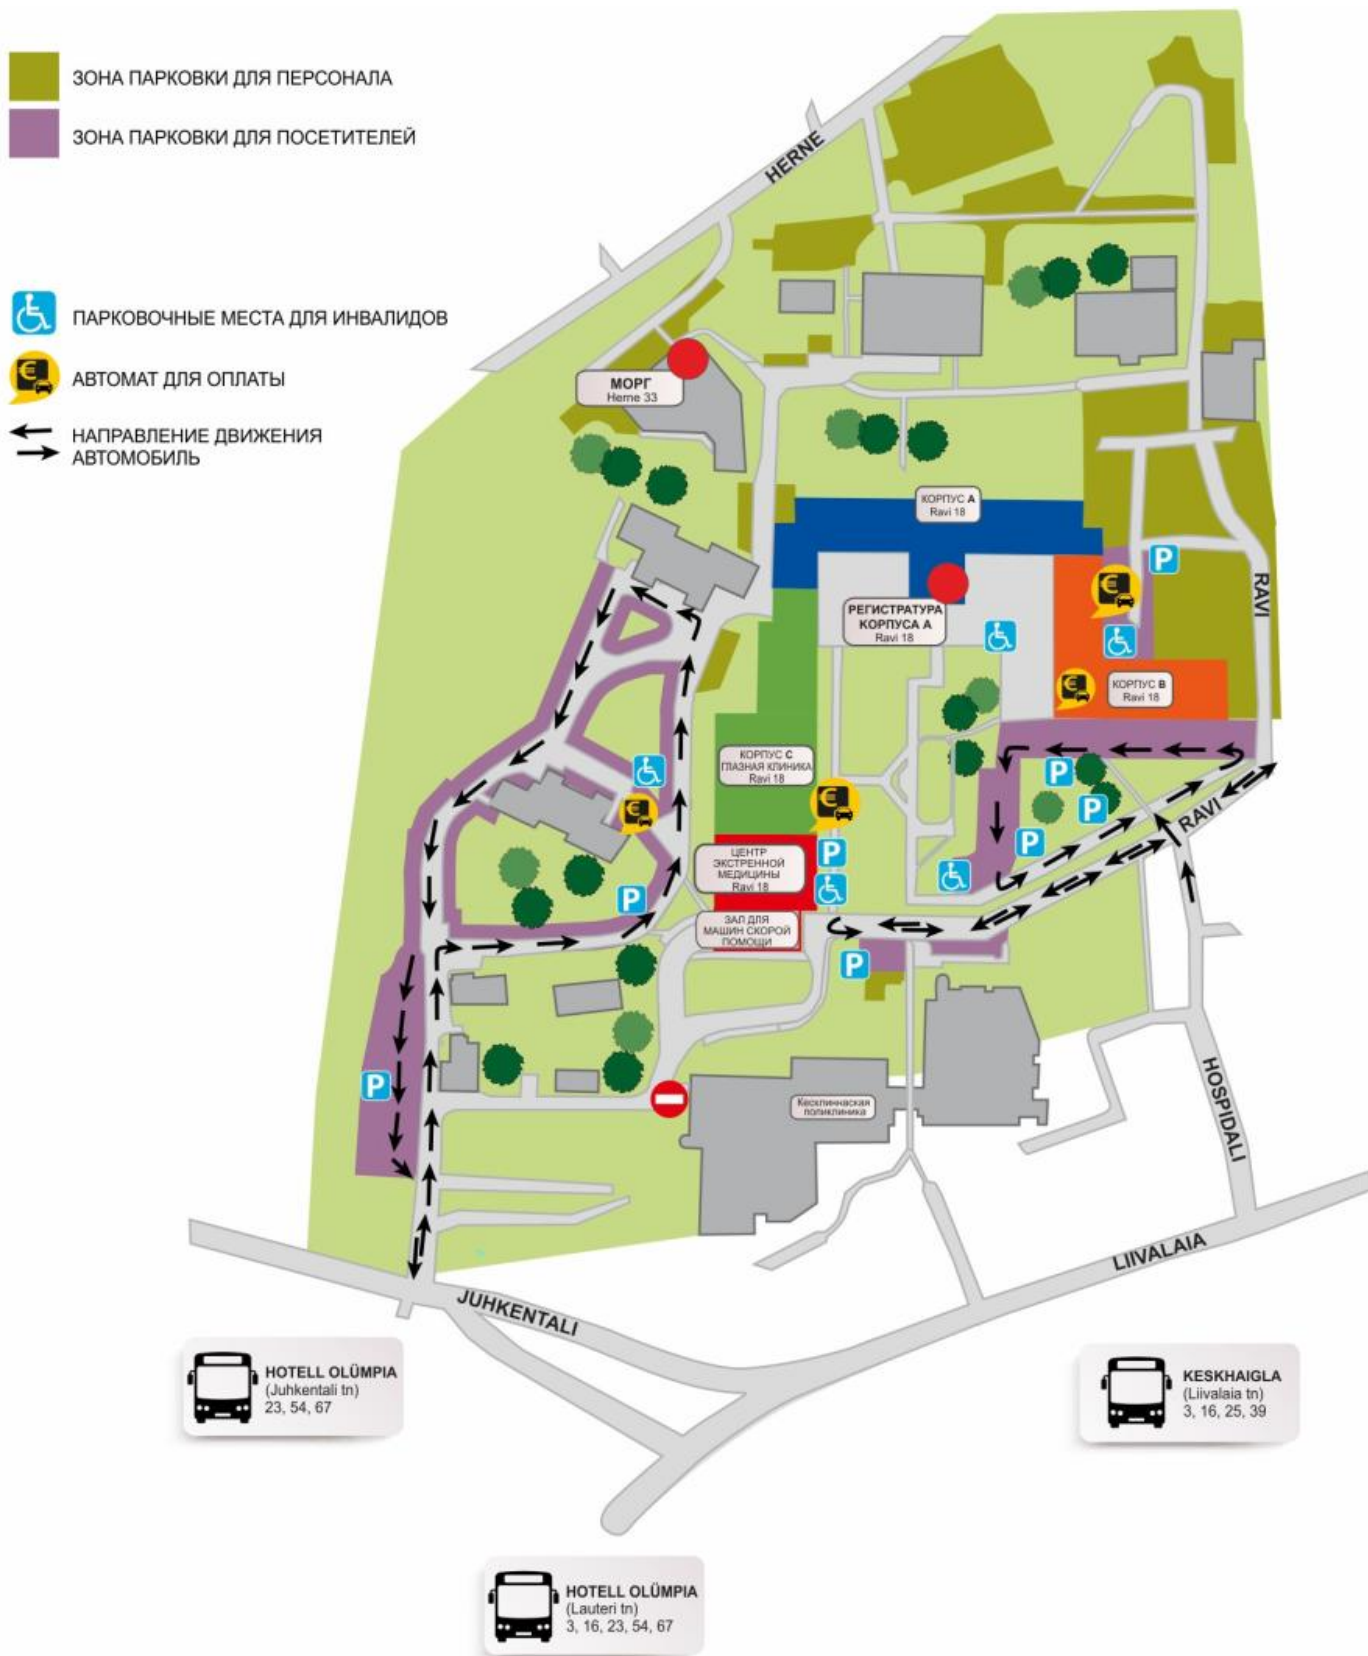 ЗОНА ПАРКОВКИ ДЛЯ ПЕРСОНАЛА
ЗОНА ПАРКОВКИ ДЛЯ ПОСЕТИТЕЛЕЙ
ПАРКОВОЧНЫЕ МЕСТА ДЛЯ ИНВАЛИДОВ
€
АВТОМАТ ДЛЯ ОПЛАТЫ
НАПРАВЛЕНИЕ ДВИЖЕНИЯ
АВТОМОБИЛЬ
HERNE
МОРГ
Herne 33
КОРПУС A
Ravi 18
P
€
RAVI
РЕГИСТРАТУРА
КОРПУСА А
Ravi 18
€
КОРПУС B
Ravi 18
КОРПУС C
ГЛАЗНАЯ КЛИНИКА
Ravi 18
P
€
€
P
RAVI
P
P
ЦЕНТР
ЭКСТРЕННОЙ
МЕДИЦИНЫ
Ravi 18
P
ЗАЛ ДЛЯ
МАШИН СКОРОЙ
ПОМОЩИ
P
P
Кесклиннаская
поликлиника
HOSPIDALI
LIIVALAIA
JUHKENTALI
HOTELL OLÜMPIA
(Juhkentali tn)
23, 54, 67
KESKHAIGLA
(Liivalaia tn)
3, 16, 25, 39
HOTELL OLÜMPIA
(Lauteri tn)
3, 16, 23, 54, 67